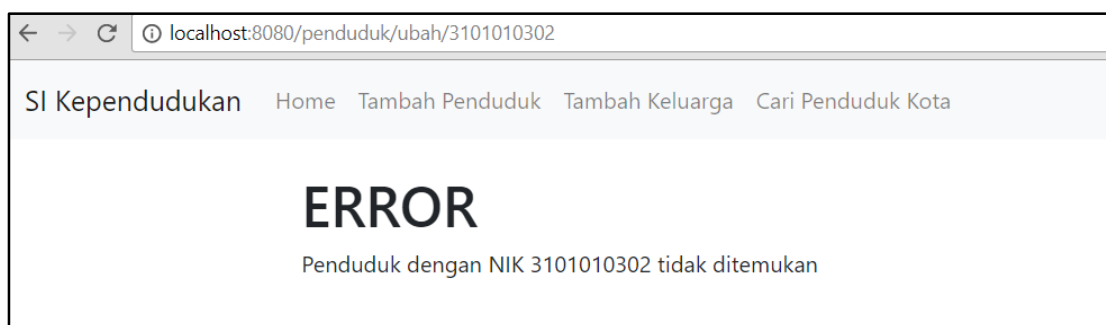 localhost:8080/penduduk/ubah/3101010302
SI Kependudukan Home Tambah Penduduk Tambah Keluarga Cari Penduduk Kota
ERROR
Penduduk dengan NIK 3101010302 tidak ditemukan